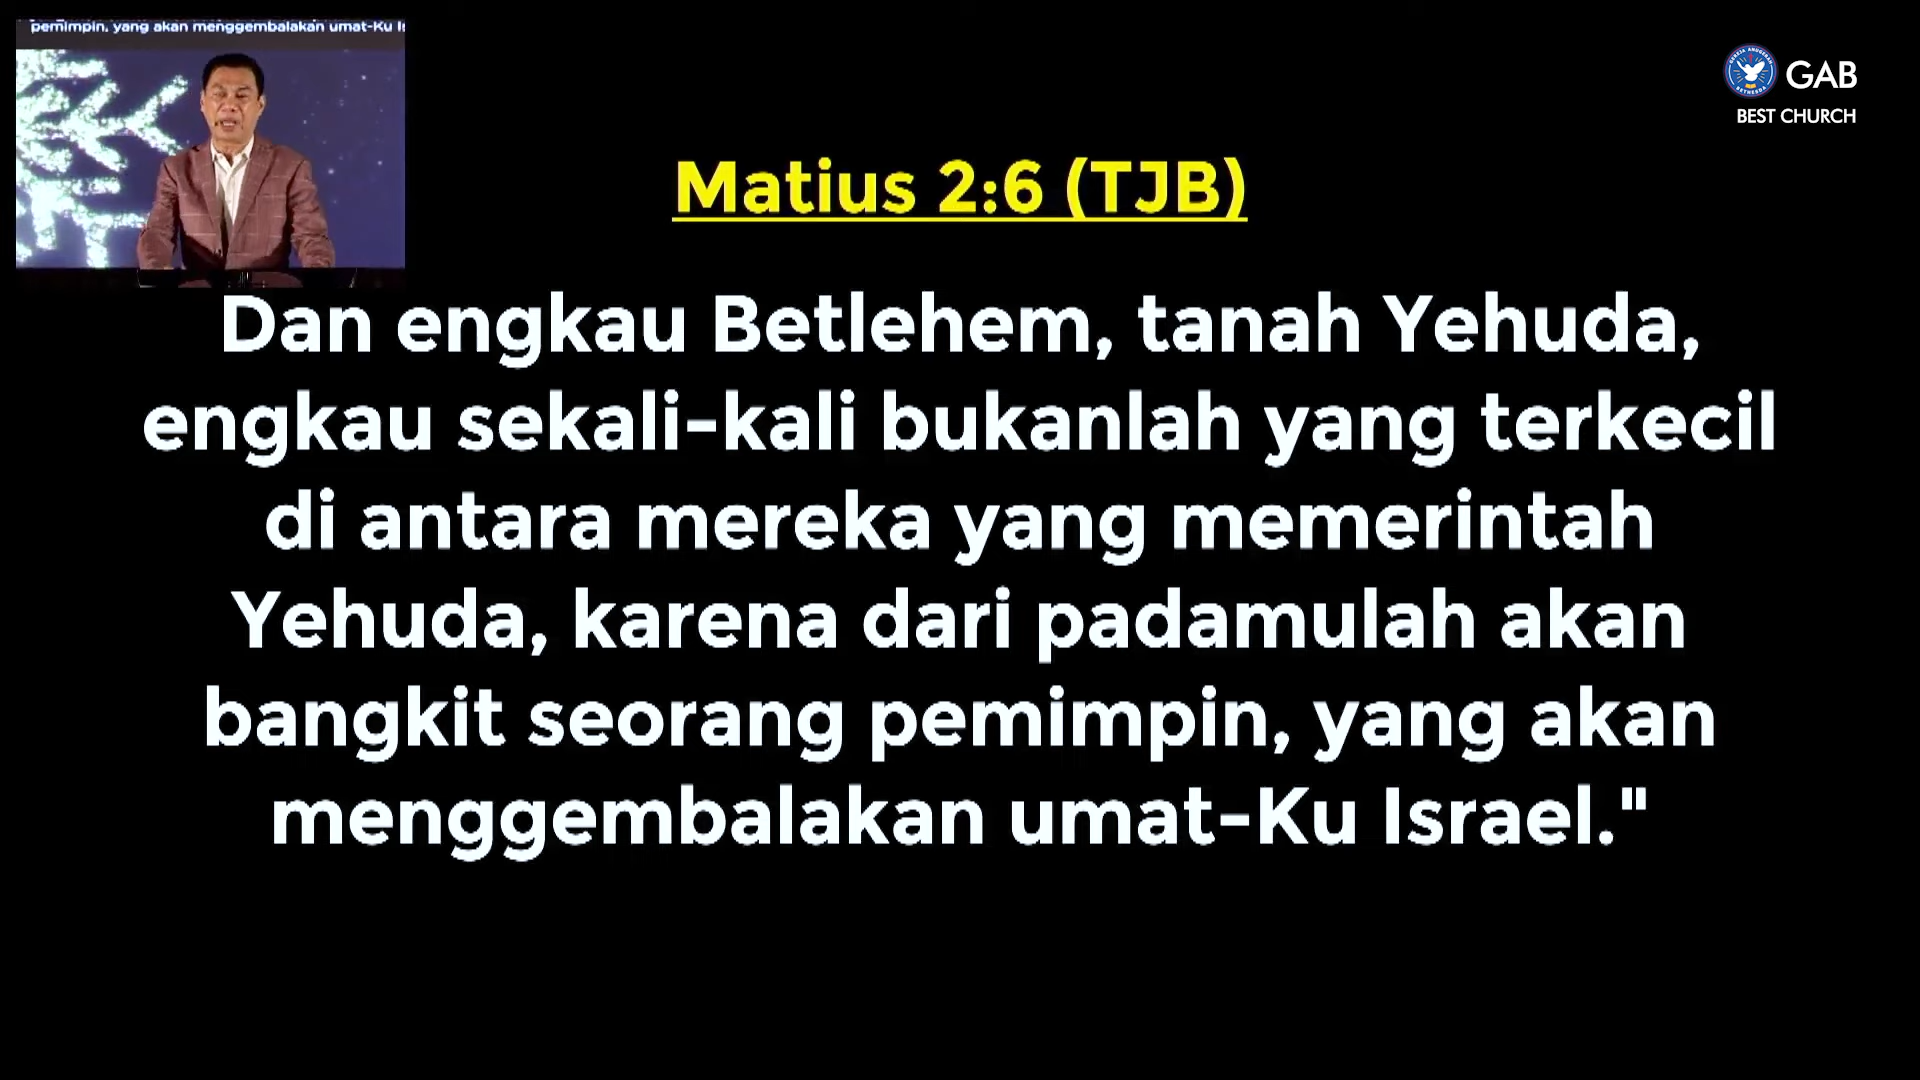 pemimpin, yang akan menggembalakan umat-Ku Is
GAB
BEST CHURCH
Matius 2:6 (TJB)
Dan engkau Betlehem, tanah Yehuda,
engkau sekali-kali bukanlah yang terkecil
di antara mereka yang memerintah
Yehuda, karena dari padamulah akan
bangkit seorang pemimpin, yang akan
menggembalakan umat-Ku Israel."